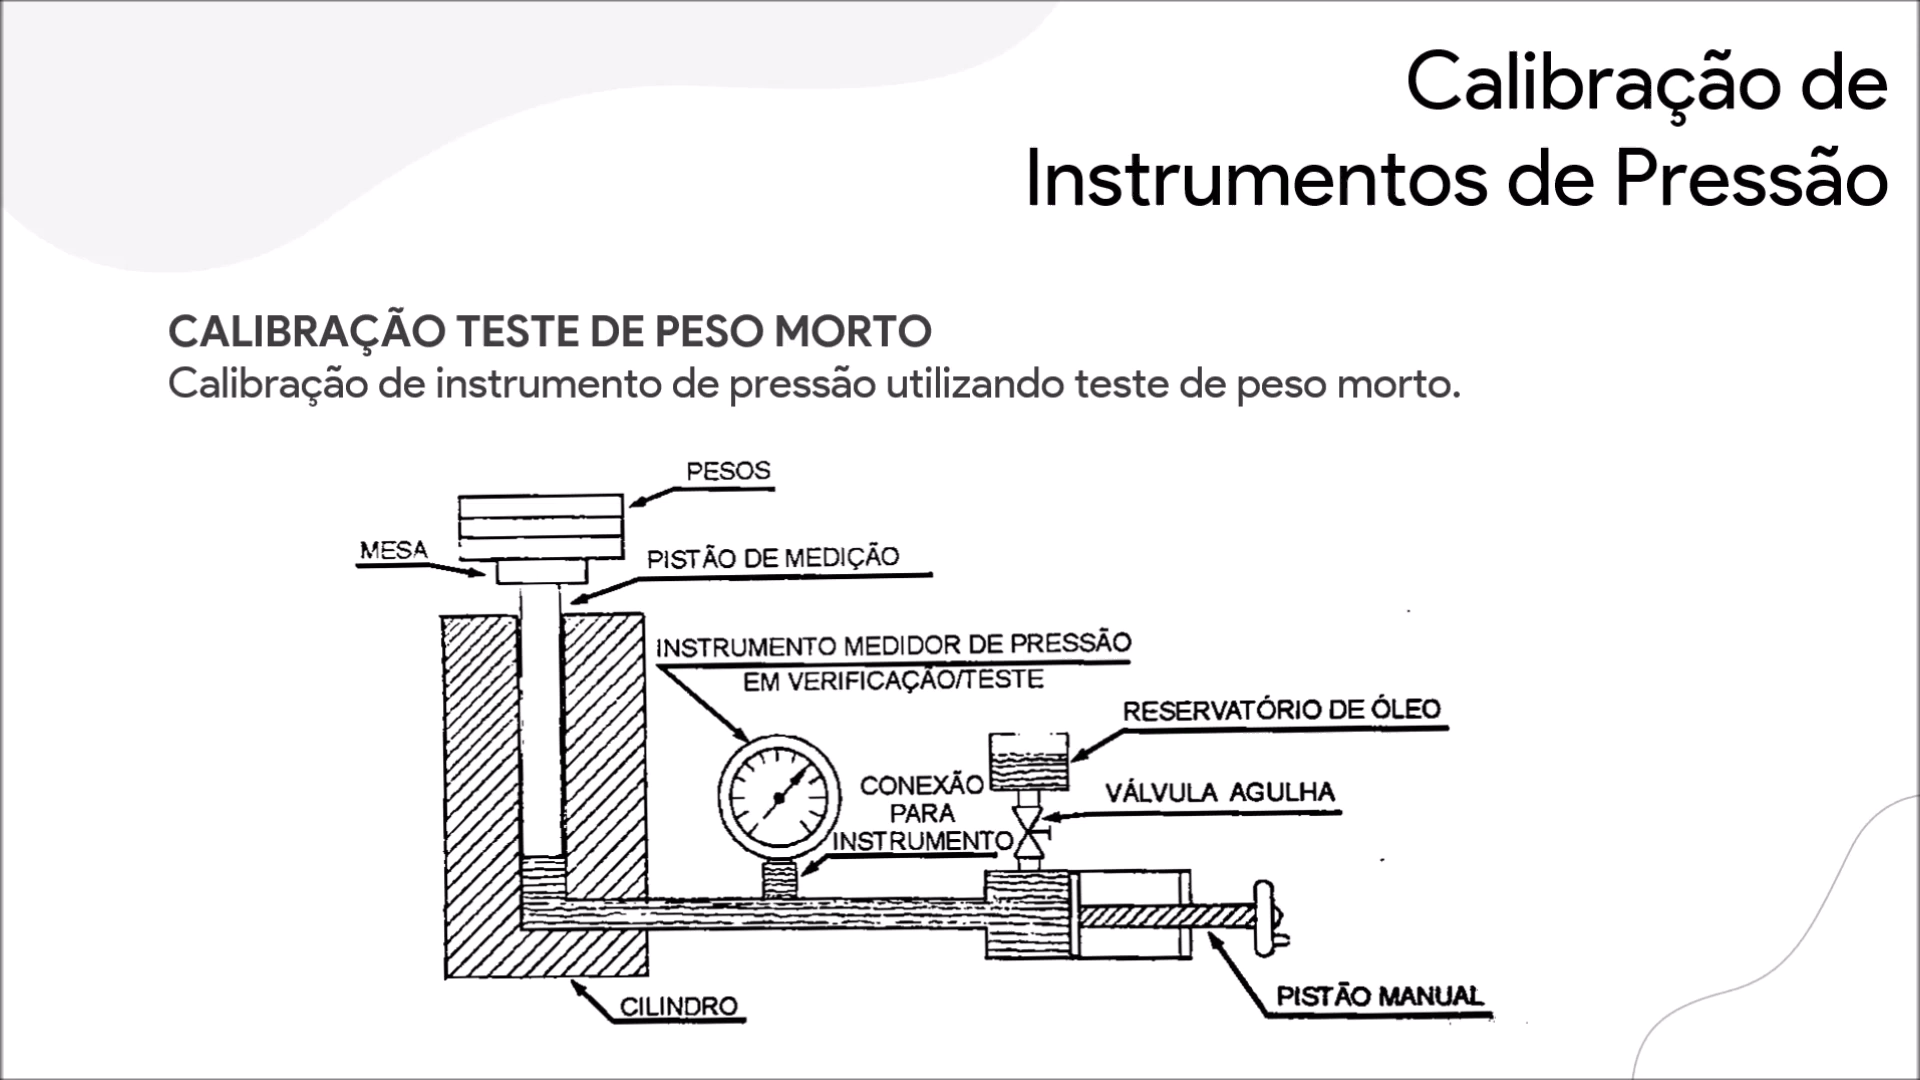 Calibração de
Instrumentos de Pressão
CALIBRAÇÃO TESTE DE PESO MORTO
Calibração de instrumento de pressão utilizando teste de peso morto.
PESOS
MESA
PISTÃO DE MEDIÇÃO
INSTRUMENTO MEDIDOR DE PRESSÃO
EM VERIFICAÇÃO/TESTE
RESERVATÓRIO DE ÓLEO
CONEXÃO
PARA
INSTRUMENTO
VÁLVULA AGULHA
PISTÃO MANUAL
CILINDRO